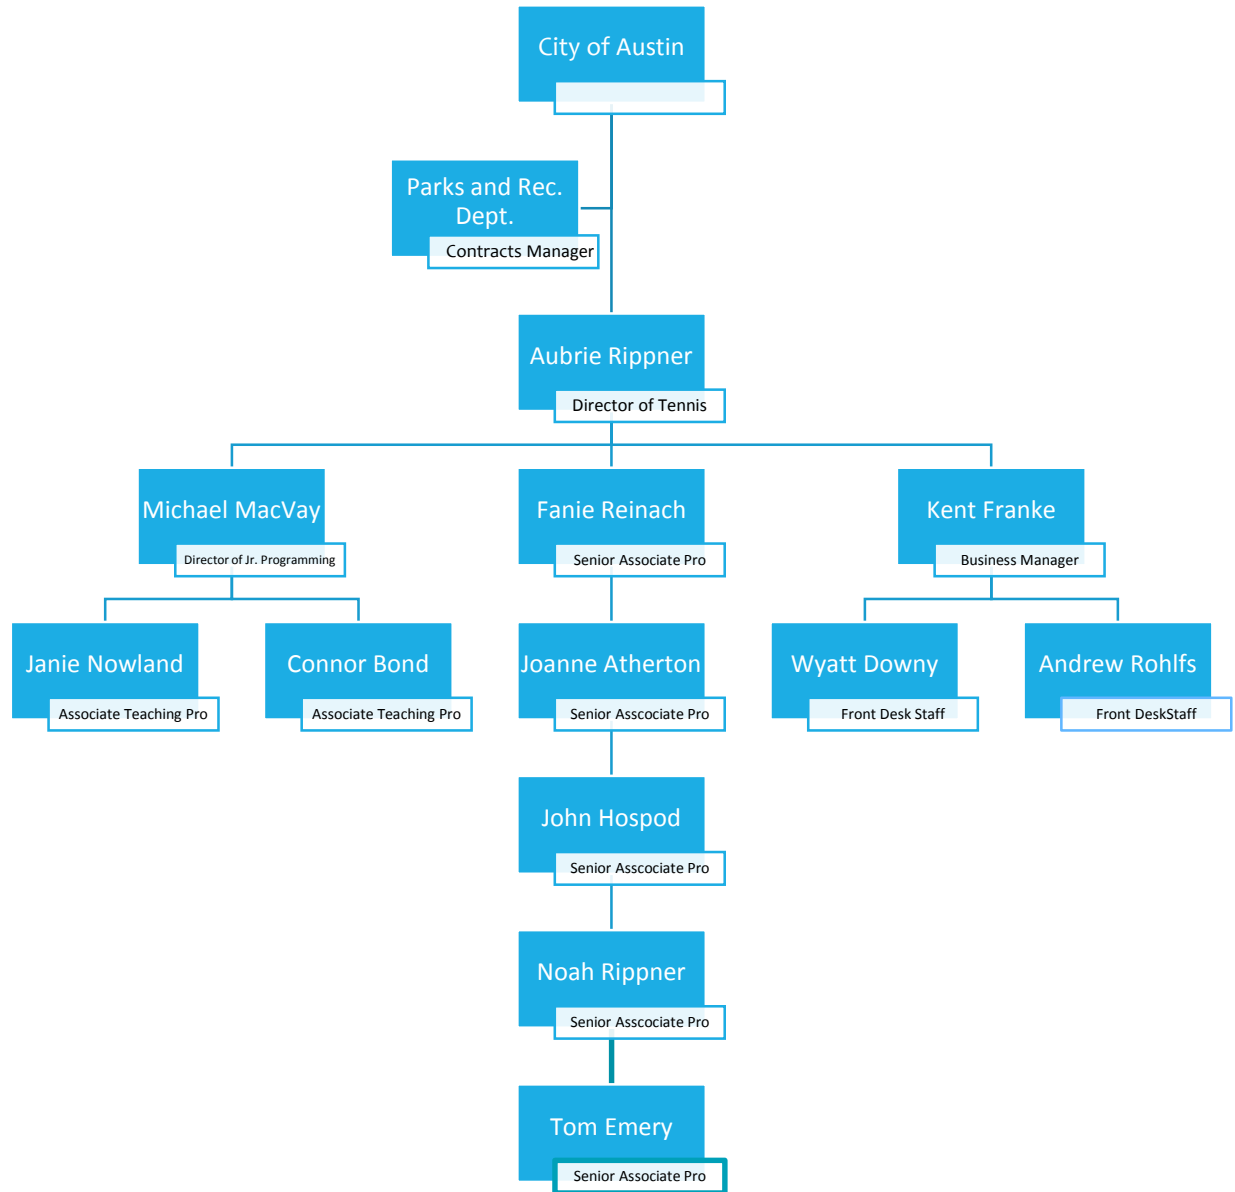 City of Austin
Parks and Rec.
Dept.
Contracts Manager
Aubrie Rippner
Director of Tennis
Michael MacVay
Director of Jr. Programming
Fanie Reinach
Senior Associate Pro
Kent Franke
Business Manager
Janie Nowland
Associate Teaching Pro
Connor Bond
Associate Teaching Pro
Joanne Atherton
Senior Asscociate Pro
Wyatt Downy
Front Desk Staff
Andrew Rohlfs
Front DeskStaff
John Hospod
Senior Asscociate Pro
Noah Rippner
Senior Asscociate Pro
Tom Emery
Senior Associate Pro